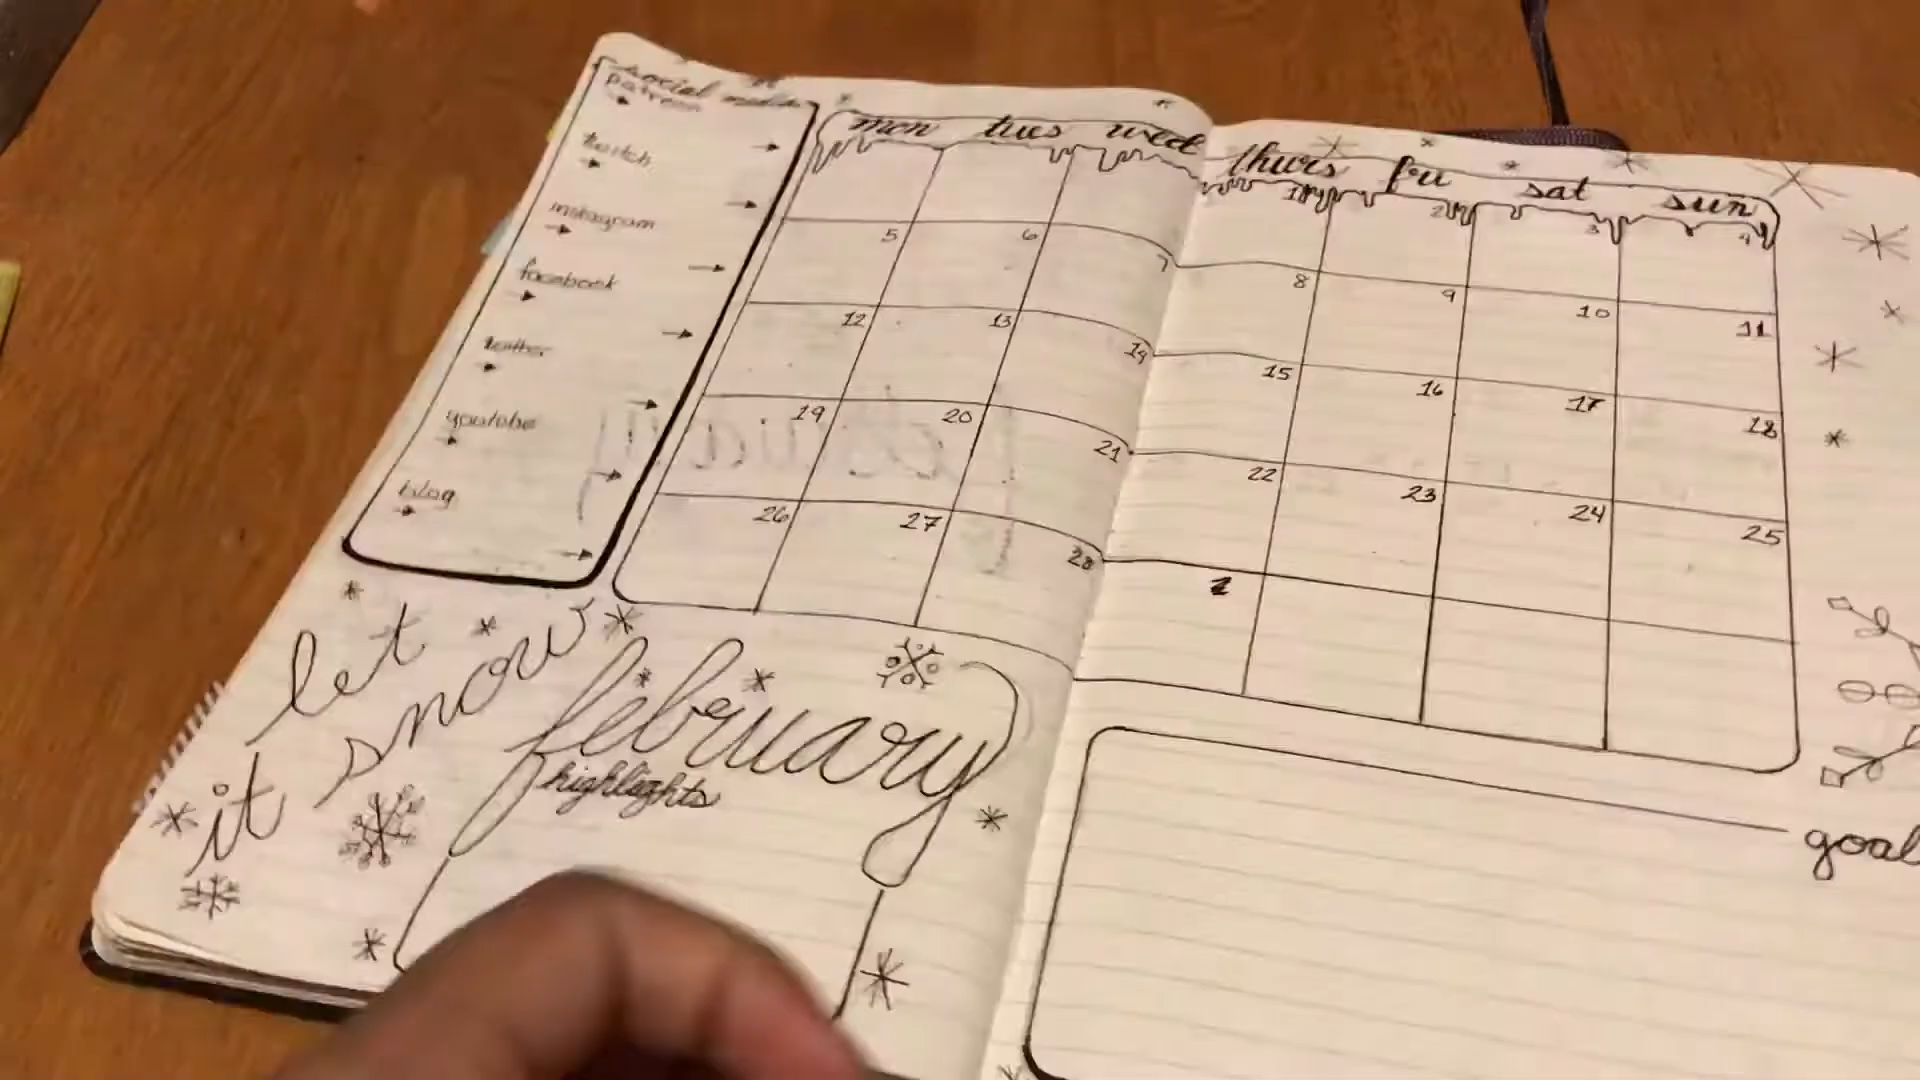 social media
patreon
twitch
instagram
facebook
twitter
youtube
blog
mon tues wed thurs fri sat sun
1 2 3 4
5 6 7 8 9 10 11
12 13 14 15 16 17 18
19 20 21 22 23 24 25
26 27 28 1
let
it snow
february
highlights
goal